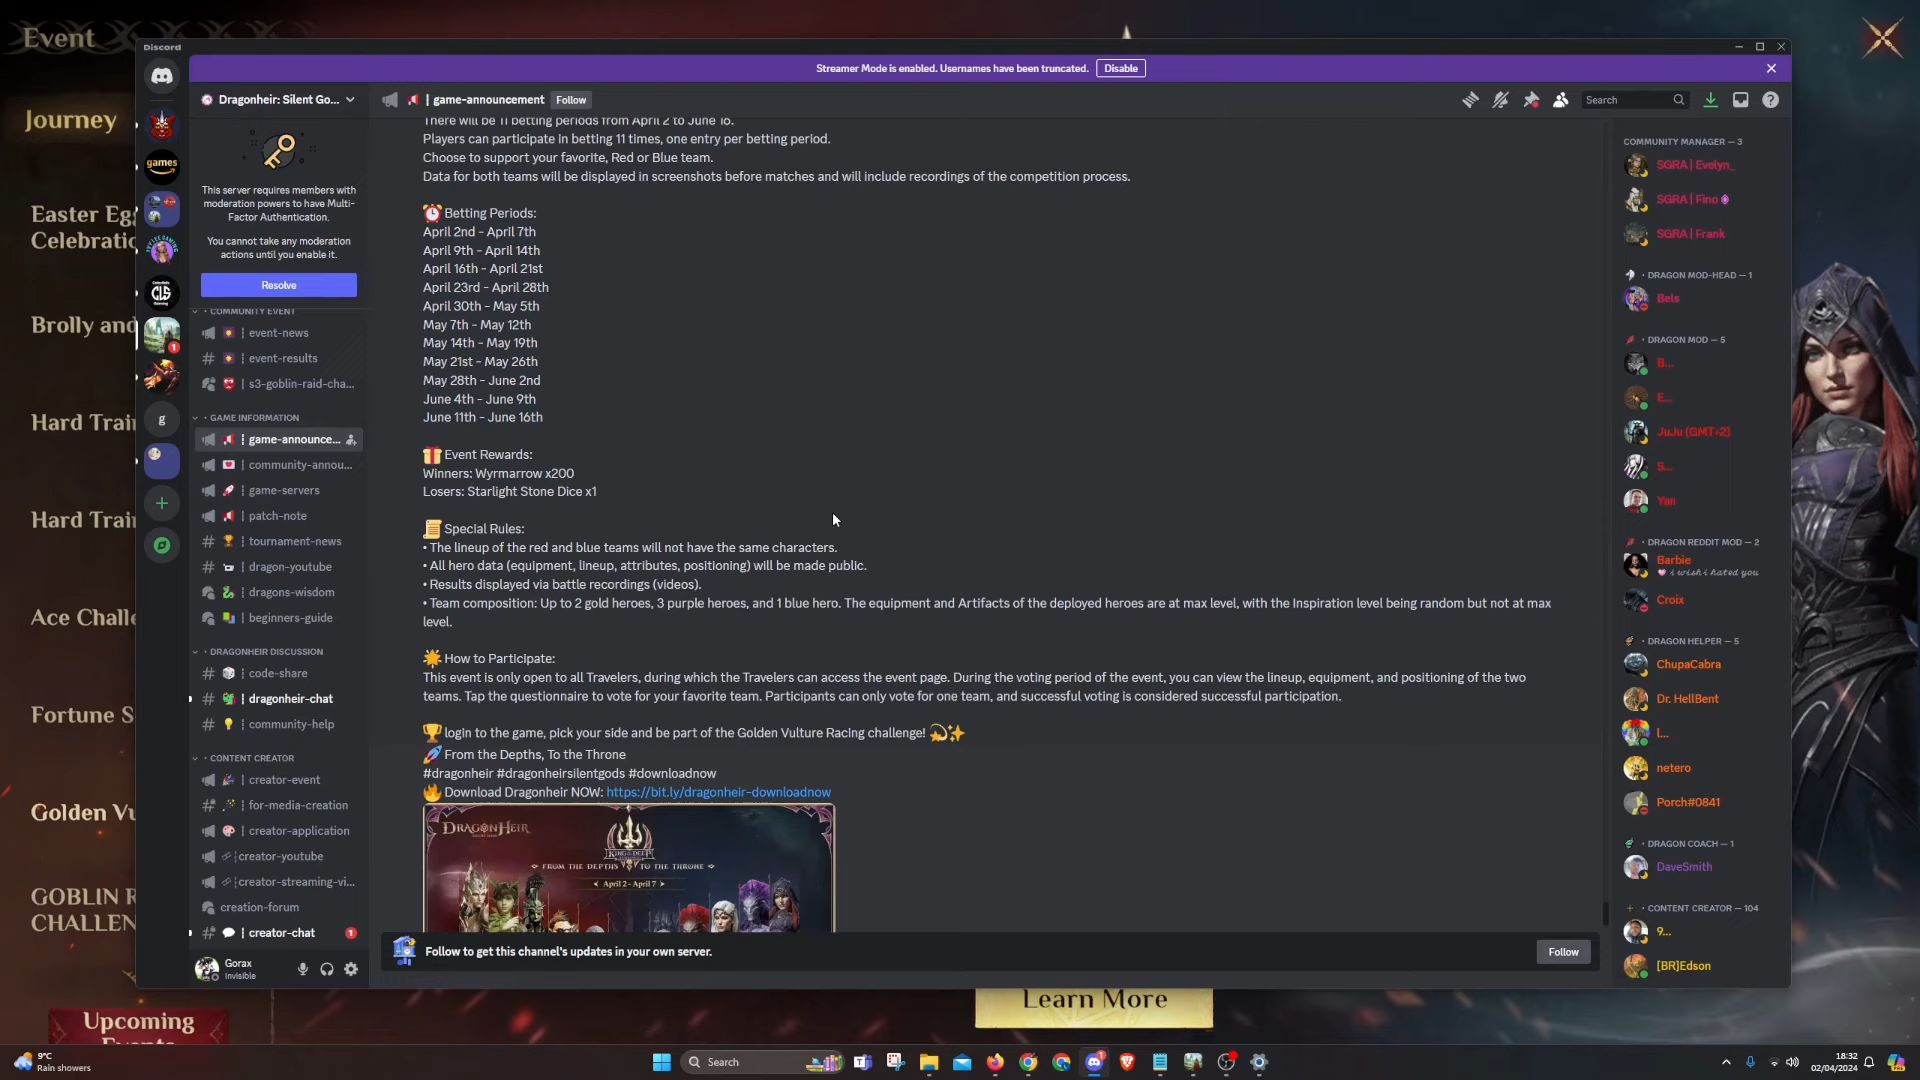 Event
Journey
Easter Eg
Celebratio
Brolly and
Hard Trai
Hard Trai
Ace Challe
Fortune S
Golden Vu
GOBLIN R
CHALLEN
Upcoming
Events
Learn More
Discord
Streamer Mode is enabled. Usernames have been truncated.
Disable
Dragonheir: Silent Go...
This server requires members with
moderation powers to have Multi-
Factor Authentication.
You cannot take any moderation
actions until you enable it.
Resolve
games
GLS
g
COMMUNITY EVENT
event-news
event-results
s3-goblin-raid-cha...
GAME INFORMATION
game-announce...
community-annou...
game-servers
patch-note
tournament-news
dragon-youtube
dragons-wisdom
beginners-guide
DRAGONHEIR DISCUSSION
code-share
dragonheir-chat
community-help
CONTENT CREATOR
creator-event
for-media-creation
creator-application
creator-youtube
creator-streaming-vi...
creation-forum
creator-chat 1
Gorax
Invisible
| game-announcement Follow
Search
There will be 11 betting periods from April 2 to June 16.
Players can participate in betting 11 times, one entry per betting period.
Choose to support your favorite, Red or Blue team.
Data for both teams will be displayed in screenshots before matches and will include recordings of the competition process.
Betting Periods:
April 2nd - April 7th
April 9th - April 14th
April 16th - April 21st
April 23rd - April 28th
April 30th - May 5th
May 7th - May 12th
May 14th - May 19th
May 21st - May 26th
May 28th - June 2nd
June 4th - June 9th
June 11th - June 16th
Event Rewards:
Winners: Wyrmarrow x200
Losers: Starlight Stone Dice x1
Special Rules:
• The lineup of the red and blue teams will not have the same characters.
• All hero data (equipment, lineup, attributes, positioning) will be made public.
• Results displayed via battle recordings (videos).
• Team composition: Up to 2 gold heroes, 3 purple heroes, and 1 blue hero. The equipment and Artifacts of the deployed heroes are at max level, with the Inspiration level being random but not at max
level.
How to Participate:
This event is only open to all Travelers, during which the Travelers can access the event page. During the voting period of the event, you can view the lineup, equipment, and positioning of the two
teams. Tap the questionnaire to vote for your favorite team. Participants can only vote for one team, and successful voting is considered successful participation.
login to the game, pick your side and be part of the Golden Vulture Racing challenge!
From the Depths, To the Throne
#dragonheir #dragonheirsilentgods #downloadnow
Download Dragonheir NOW: https://bit.ly/dragonheir-downloadnow
DRAGONHEIR
KING OF THE DEEP
FROM THE DEPTHS TO THE THRONE
April 2 - April 7
Follow to get this channel's updates in your own server.
Follow
COMMUNITY MANAGER — 3
SGRA | Evelyn_
SGRA | Fino
SGRA | Frank
DRAGON MOD-HEAD — 1
Bels
DRAGON MOD — 5
B...
E...
JuJu (GMT+2)
S...
Yan
DRAGON REDDIT MOD — 2
Barbie
i wish i hated you
Croix
DRAGON HELPER — 5
ChupaCabra
Dr. HellBent
I...
netero
Porch#0841
DRAGON COACH — 1
DaveSmith
CONTENT CREATOR — 104
9...
[BR]Edson
9°C
Rain showers
Search
18:32
02/04/2024